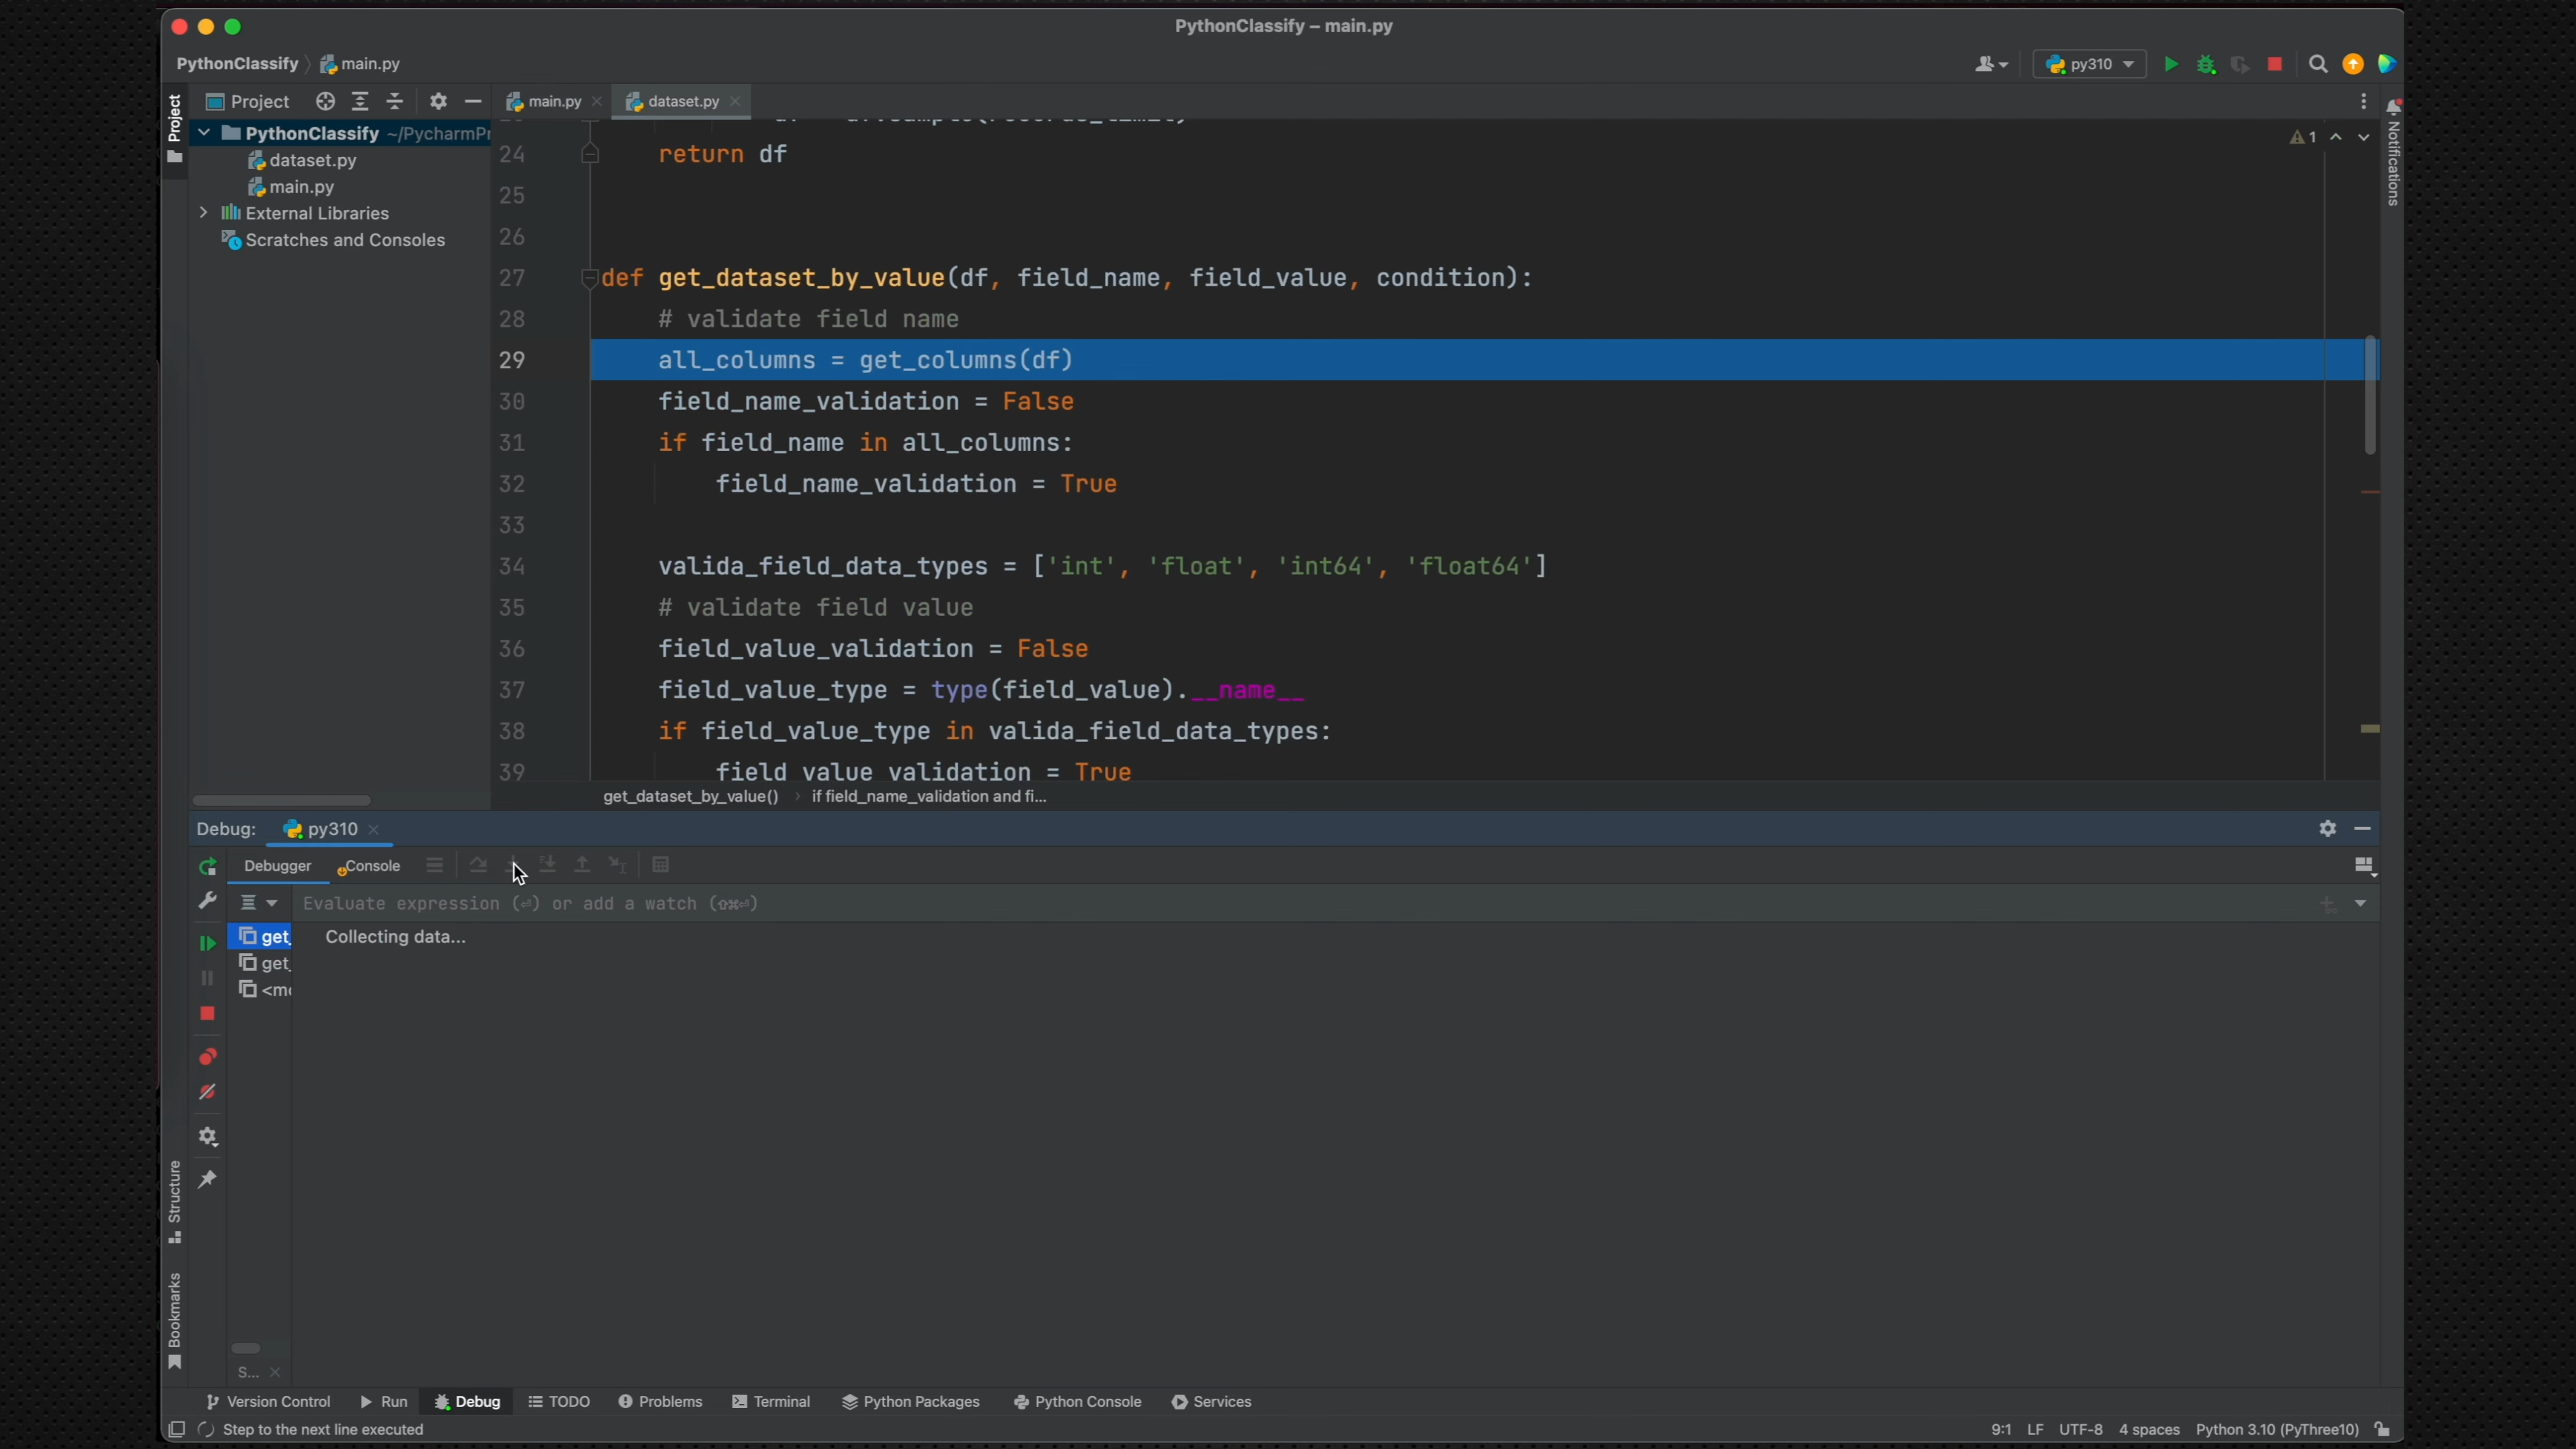 PythonClassify – main.py
PythonClassify main.py
py310
Project
Project
main.py
dataset.py
Notifications
PythonClassify ~/PycharmPr
dataset.py
main.py
External Libraries
Scratches and Consoles
1
24 return df
25
26
27 def get_dataset_by_value(df, field_name, field_value, condition):
28 # validate field name
29 all_columns = get_columns(df)
30 field_name_validation = False
31 if field_name in all_columns:
32 field_name_validation = True
33
34 valida_field_data_types = ['int', 'float', 'int64', 'float64']
35 # validate field value
36 field_value_validation = False
37 field_value_type = type(field_value).__name__
38 if field_value_type in valida_field_data_types:
39 field_value_validation = True
get_dataset_by_value() › if field_name_validation and fi...
Debug: py310
Debugger Console
Evaluate expression (⏎) or add a watch (⇧⌘⏎)
get_
Collecting data...
get_
<mo
Structure
Bookmarks
S...
Version Control Run Debug TODO Problems Terminal Python Packages Python Console Services
Step to the next line executed
9:1 LF UTF-8 4 spaces Python 3.10 (PyThree10)